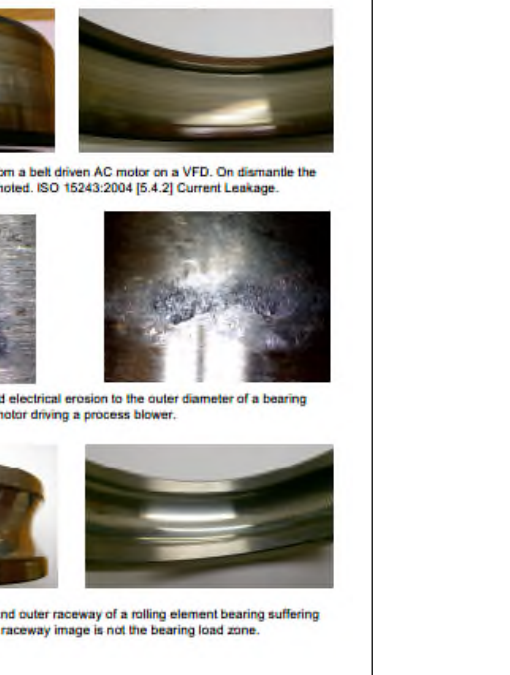 om a belt driven AC motor on a VFD. On dismantle the
noted. ISO 15243:2004 [5.4.2] Current Leakage.
d electrical erosion to the outer diameter of a bearing
notor driving a process blower.
nd outer raceway of a rolling element bearing suffering
raceway image is not the bearing load zone.